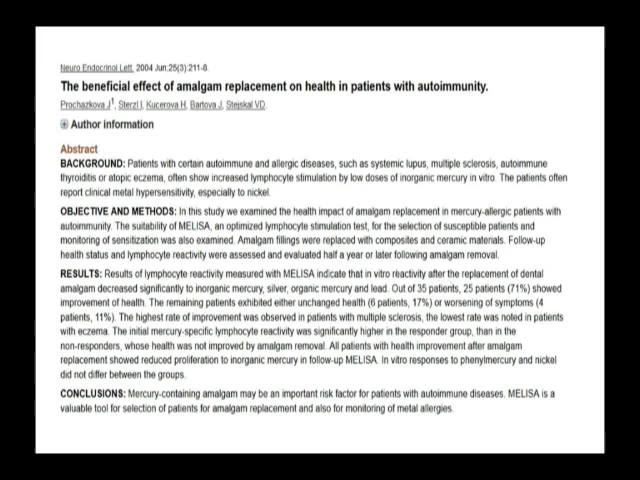 Neuro Endocrinol Lett. 2004 Jun;25(3):211-8.
The beneficial effect of amalgam replacement on health in patients with autoimmunity.
Prochazkova J1, Sterzl I, Kucerova H, Bartova J, Stejskal VD.
Author information
Abstract
BACKGROUND: Patients with certain autoimmune and allergic diseases, such as systemic lupus, multiple sclerosis, autoimmune
thyroiditis or atopic eczema, often show increased lymphocyte stimulation by low doses of inorganic mercury in vitro. The patients often
report clinical metal hypersensitivity, especially to nickel.
OBJECTIVE AND METHODS: In this study we examined the health impact of amalgam replacement in mercury-allergic patients with
autoimmunity. The suitability of MELISA, an optimized lymphocyte stimulation test, for the selection of susceptible patients and
monitoring of sensitization was also examined. Amalgam fillings were replaced with composites and ceramic materials. Follow-up
health status and lymphocyte reactivity were assessed and evaluated half a year or later following amalgam removal.
RESULTS: Results of lymphocyte reactivity measured with MELISA indicate that in vitro reactivity after the replacement of dental
amalgam decreased significantly to inorganic mercury, silver, organic mercury and lead. Out of 35 patients, 25 patients (71%) showed
improvement of health. The remaining patients exhibited either unchanged health (6 patients, 17%) or worsening of symptoms (4
patients, 11%). The highest rate of improvement was observed in patients with multiple sclerosis, the lowest rate was noted in patients
with eczema. The initial mercury-specific lymphocyte reactivity was significantly higher in the responder group, than in the
non-responders, whose health was not improved by amalgam removal. All patients with health improvement after amalgam
replacement showed reduced proliferation to inorganic mercury in follow-up MELISA. In vitro responses to phenylmercury and nickel
did not differ between the groups.
CONCLUSIONS: Mercury-containing amalgam may be an important risk factor for patients with autoimmune diseases. MELISA is a
valuable tool for selection of patients for amalgam replacement and also for monitoring of metal allergies.